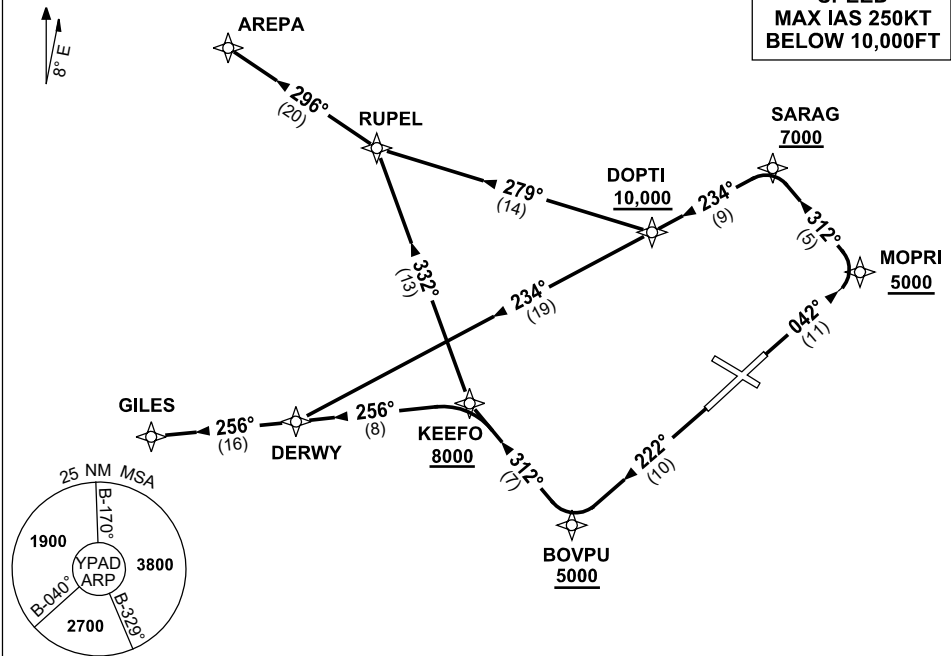 SPEED
MAX IAS 250KT
BELOW 10,000FT
8° E
AREPA
296°
(20)
RUPEL
SARAG
7000
DOPTI
10,000
279°
(14)
234°
(9)
312°
(5)
MOPRI
5000
332°
(13)
234°
(19)
042°
(11)
GILES
256°
(16)
DERWY
256°
(8)
KEEFO
8000
312°
(7)
222°
(10)
BOVPU
5000
25 NM MSA
B-170°
1900
YPAD
ARP
3800
B-040°
B-329°
2700